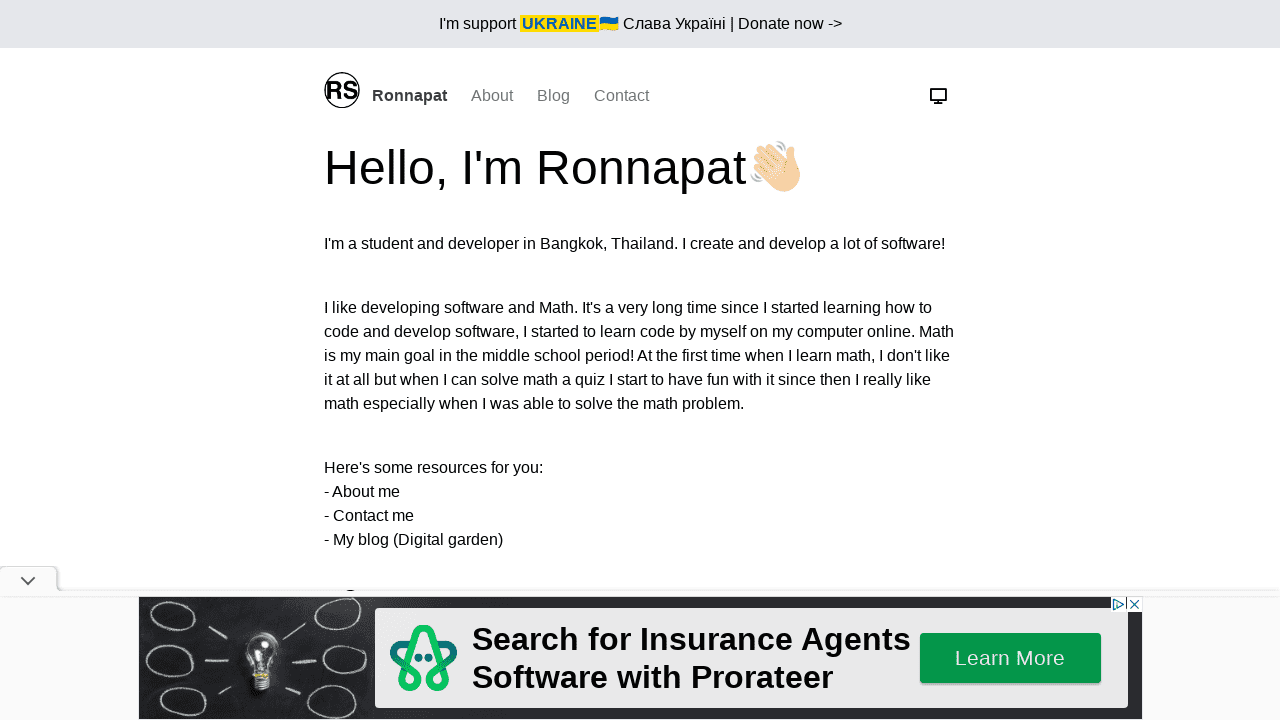 I'm support UKRAINE🇺🇦 Слава Україні | Donate now ->
RS Ronnapat About Blog Contact
Hello, I'm Ronnapat👋🏼
I'm a student and developer in Bangkok, Thailand. I create and develop a lot of software!
I like developing software and Math. It's a very long time since I started learning how to
code and develop software, I started to learn code by myself on my computer online. Math
is my main goal in the middle school period! At the first time when I learn math, I don't like
it at all but when I can solve math a quiz I start to have fun with it since then I really like
math especially when I was able to solve the math problem.
Here's some resources for you:
- About me
- Contact me
- My blog (Digital garden)
Search for Insurance Agents
Software with Prorateer
Learn More